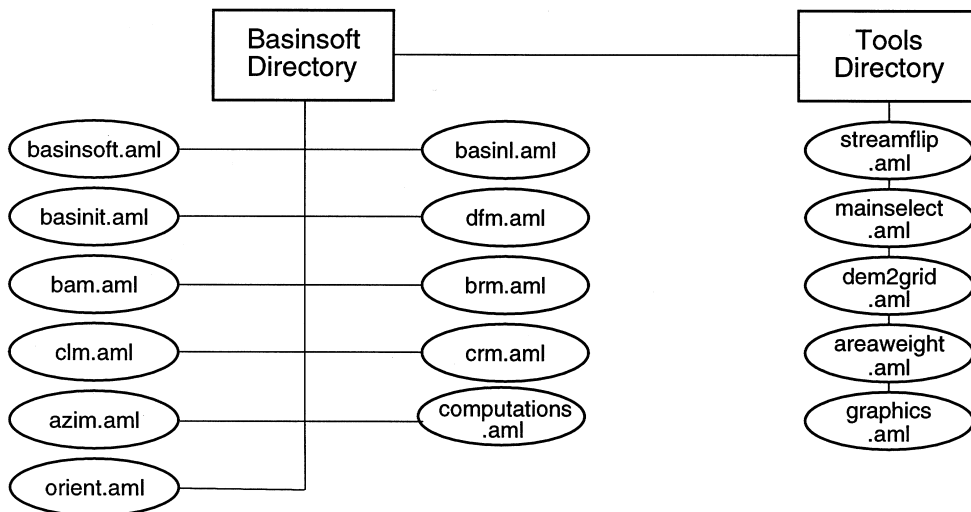 Basinsoft
Directory
Tools
Directory
basinsoft.aml
basinl.aml
basinit.aml
dfm.aml
bam.aml
brm.aml
clm.aml
crm.aml
azim.aml
computations
.aml
orient.aml
streamflip
.aml
mainselect
.aml
dem2grid
.aml
areaweight
.aml
graphics
.aml